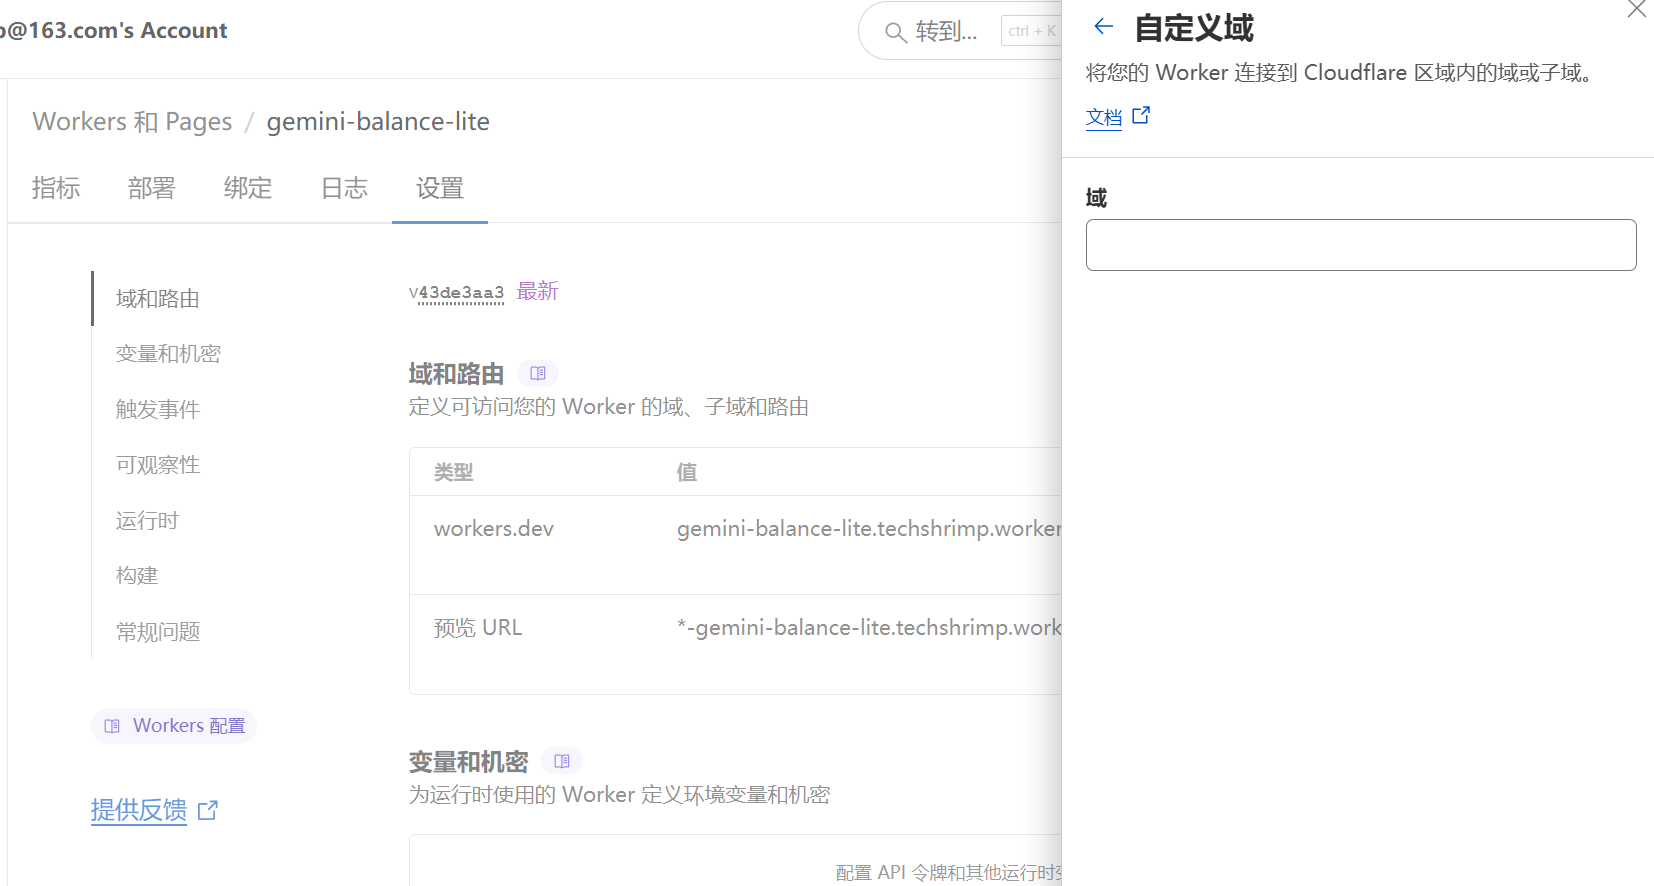 o@163.com's Account
转到...
ctrl + K
Workers 和 Pages / gemini-balance-lite
指标
部署
绑定
日志
设置
域和路由
变量和机密
触发事件
可观察性
运行时
构建
常规问题
Workers 配置
提供反馈
v43de3aa3 最新
域和路由
定义可访问您的 Worker 的域、子域和路由
类型 值
workers.dev gemini-balance-lite.techshrimp.worker
预览 URL *-gemini-balance-lite.techshrimp.work
变量和机密
为运行时使用的 Worker 定义环境变量和机密
配置 API 令牌和其他运行时
自定义域
将您的 Worker 连接到 Cloudflare 区域内的域或子域。
文档
域